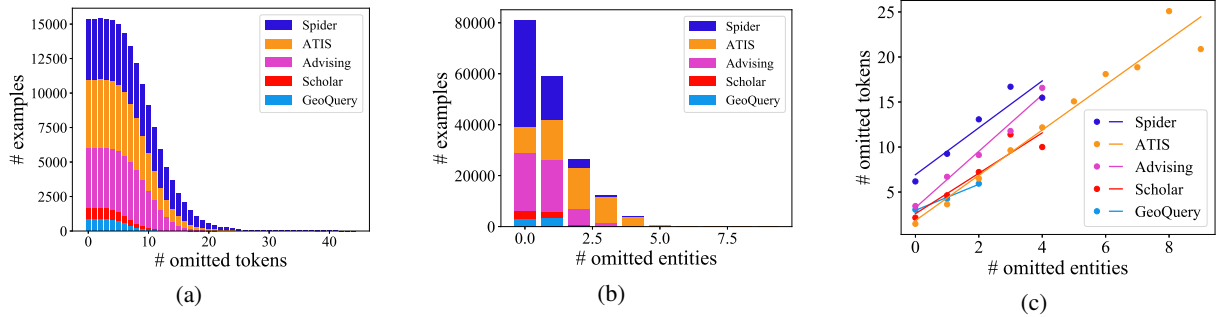 15000
12500
10000
7500
5000
2500
0
# examples
0
20
40
10
30
# omitted tokens
Spider
ATIS
Advising
Scholar
GeoQuery
(a)
80000
60000
40000
20000
0
# examples
0.0
2.5
5.0
7.5
# omitted entities
Spider
ATIS
Advising
Scholar
GeoQuery
(b)
25
20
15
10
5
# omitted tokens
0
2
4
6
8
# omitted entities
Spider
ATIS
Advising
Scholar
GeoQuery
(c)